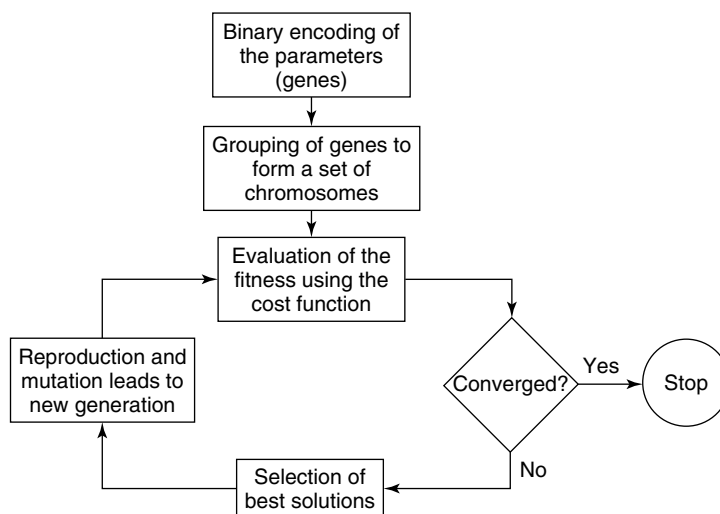 Binary encoding of
the parameters
(genes)
Grouping of genes to
form a set of
chromosomes
Evaluation of the
fitness using the
cost function
Reproduction and
mutation leads to
new generation
Converged?
Yes
Stop
No
Selection of
best solutions